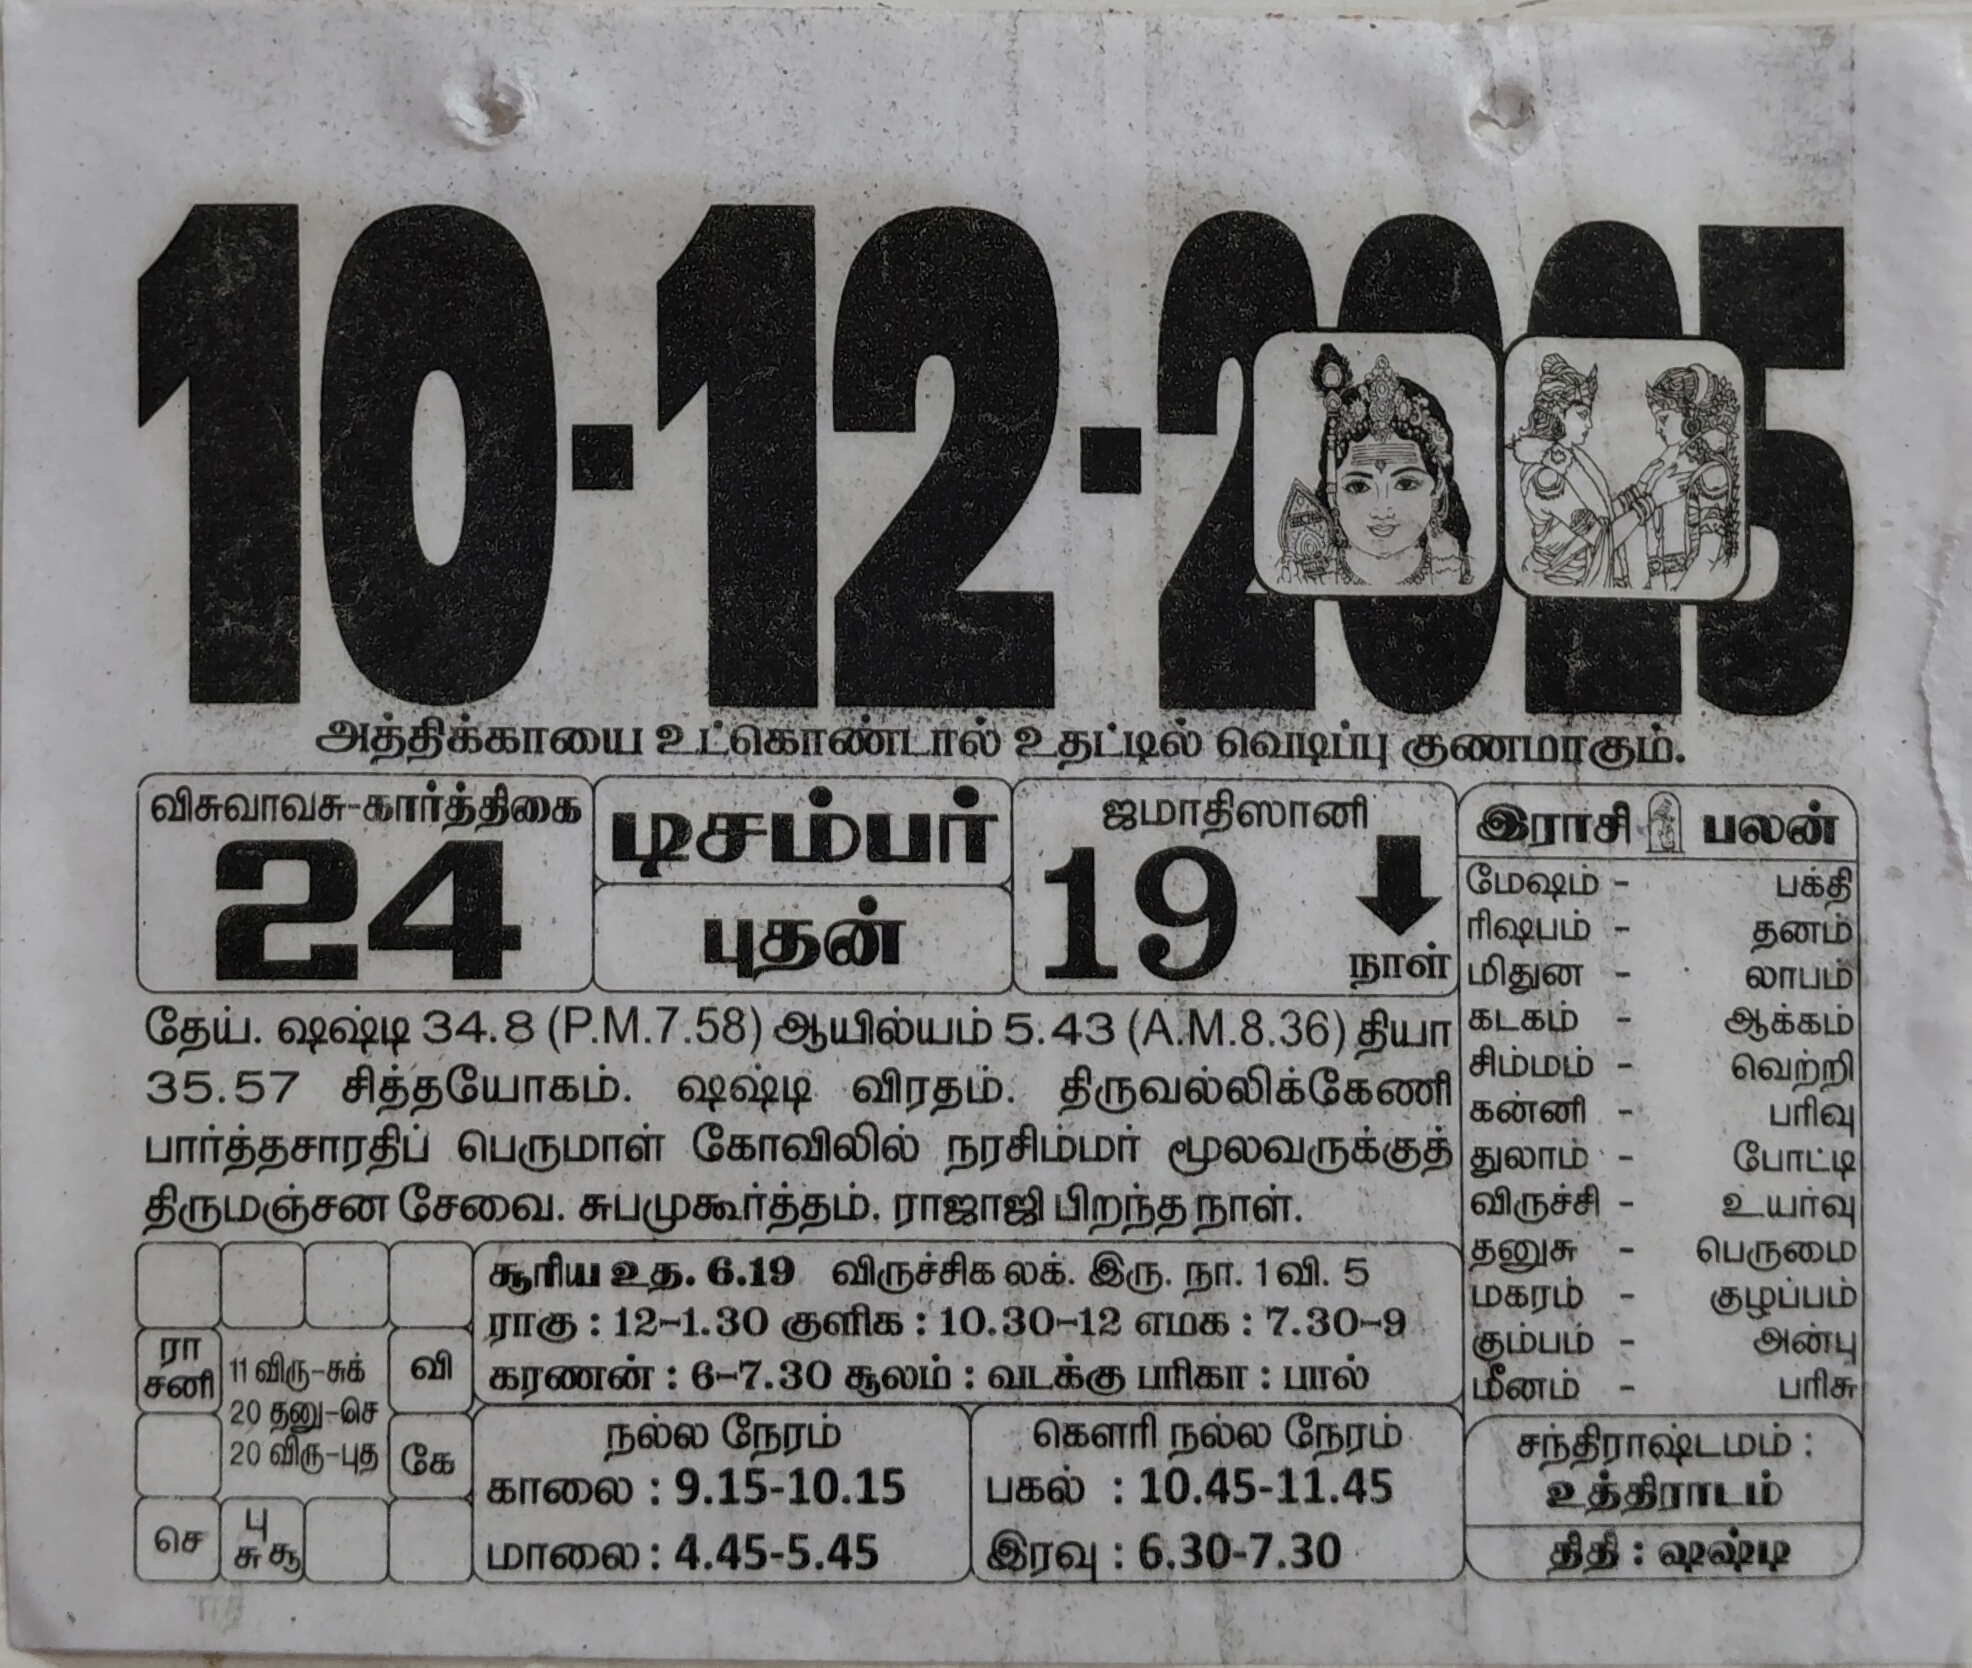 10-12-2025
அத்திக்காயை உட்கொண்டால் உதட்டில் வெடிப்பு குணமாகும்.
விசுவாவசு-கார்த்திகை
24
டிசம்பர்
புதன்
ஜமாதிஸானி
19
நாள்
தேய். ஷஷ்டி 34.8 (P.M.7.58) ஆயில்யம் 5.43 (A.M.8.36) தியா
35.57 சித்தயோகம். ஷஷ்டி விரதம். திருவல்லிக்கேணி
பார்த்தசாரதிப் பெருமாள் கோவிலில் நரசிம்மர் மூலவருக்குத்
திருமஞ்சன சேவை. சுபமுகூர்த்தம். ராஜாஜி பிறந்த நாள்.
இராசி பலன்
மேஷம் - பக்தி
ரிஷபம் - தனம்
மிதுன - லாபம்
கடகம் - ஆக்கம்
சிம்மம் - வெற்றி
கன்னி - பரிவு
துலாம் - போட்டி
விருச்சி - உயர்வு
தனுசு - பெருமை
மகரம் - குழப்பம்
கும்பம் - அன்பு
மீனம் - பரிசு
ரா
சனி
11 விரு-சுக்
20 தனு-செ
20 விரு-புத
வி
கே
செ
பு
சு சூ
சூரிய உத. 6.19 விருச்சிக லக். இரு. நா. 1 வி. 5
ராகு : 12-1.30 குளிக : 10.30-12 எமக : 7.30-9
கரணன் : 6-7.30 சூலம் : வடக்கு பரிகா : பால்
நல்ல நேரம்
காலை : 9.15-10.15
மாலை : 4.45-5.45
கௌரி நல்ல நேரம்
பகல் : 10.45-11.45
இரவு : 6.30-7.30
சந்திராஷ்டமம் :
உத்திராடம்
திதி : ஷஷ்டி